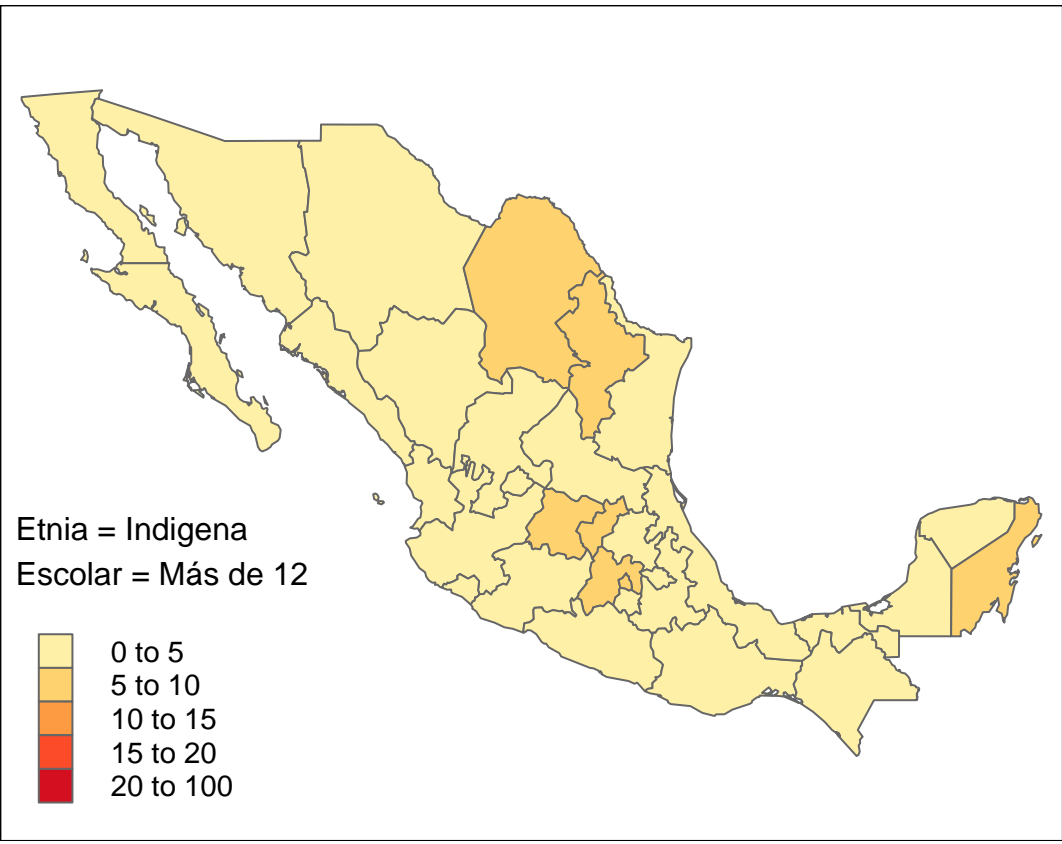 Etnia = Indigena
Escolar = Más de 12
0 to 5
5 to 10
10 to 15
15 to 20
20 to 100